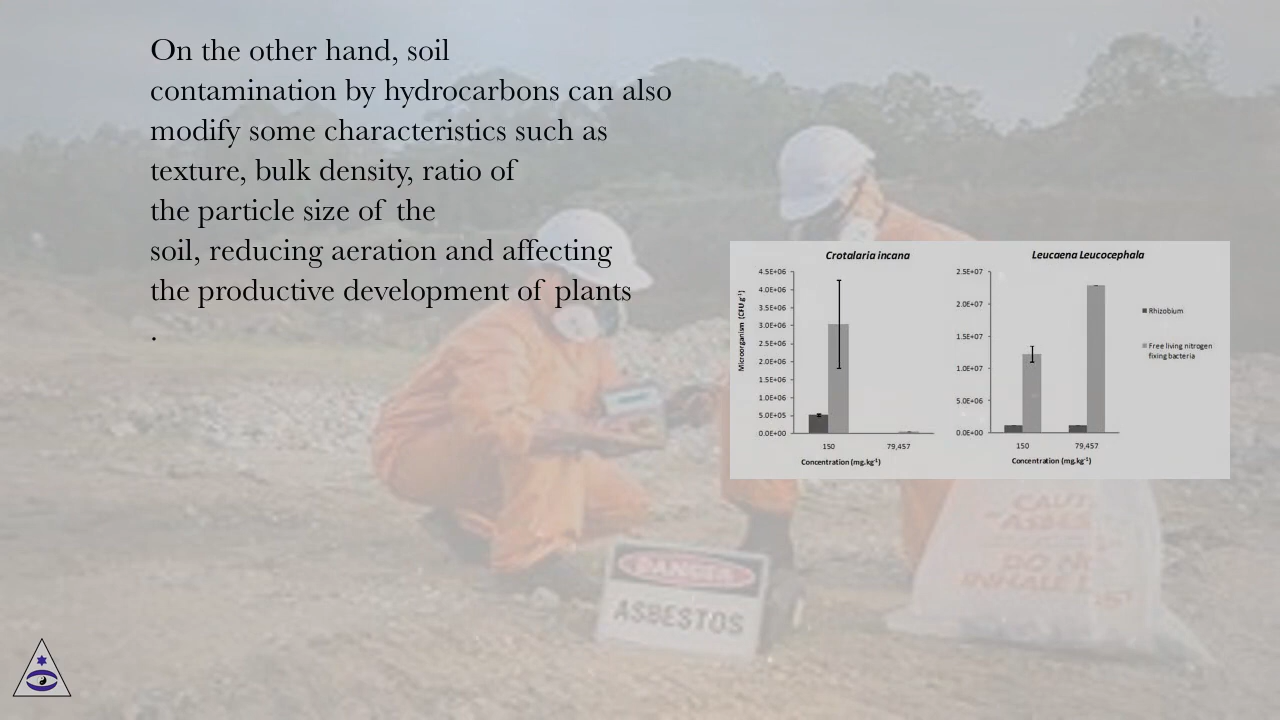 On the other hand, soil
contamination by hydrocarbons can also
modify some characteristics such as
texture, bulk density, ratio of
the particle size of the
soil, reducing aeration and affecting
the productive development of plants
.
Crotalaria incana
Microorganism (CFU g⁻¹)
4.5E+06
4.0E+06
3.5E+06
3.0E+06
2.5E+06
2.0E+06
1.5E+06
1.0E+06
5.0E+05
0.0E+00
150 79,457
Concentration (mg.kg⁻¹)
Leucaena Leucocephala
2.5E+07
2.0E+07
1.5E+07
1.0E+07
5.0E+06
0.0E+00
150 79,457
Concentration (mg.kg⁻¹)
Rhizobium
Free living nitrogen
fixing bacteria
DANGER
ASBESTOS
CAUT
DO N